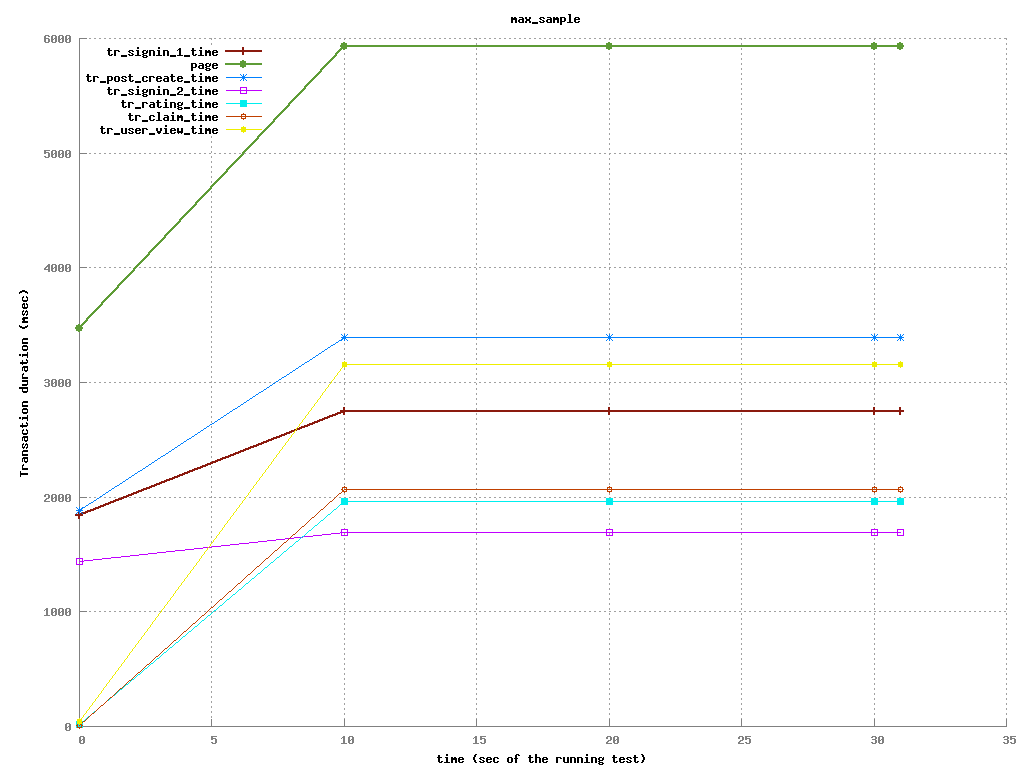 max_sample
6000
tr_signin_1_time
page
tr_post_create_time
tr_signin_2_time
tr_rating_time
tr_claim_time
tr_user_view_time
5000
4000
3000
2000
1000
0
Transaction duration (msec)
0 5 10 15 20 25 30 35
time (sec of the running test)